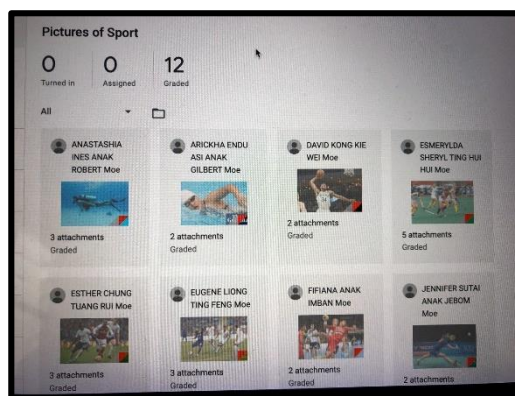 Pictures of Sport
0
Turned in
0
Assigned
12
Graded
All
ANASTASHIA
INES ANAK
ROBERT Moe
3 attachments
Graded
ARICKHA ENDU
ASI ANAK
GILBERT Moe
2 attachments
Graded
DAVID KONG KIE
WEI Moe
2 attachments
Graded
ESMERYLDA
SHERYL TING HUI
HUI Moe
5 attachments
Graded
ESTHER CHUNG
TUANG RUI Moe
3 attachments
Graded
EUGENE LIONG
TING FENG Moe
3 attachments
Graded
FIFIANA ANAK
IMBAN Moe
2 attachments
Graded
JENNIFER SUTAI
ANAK JEBOM
Moe
2 attachments